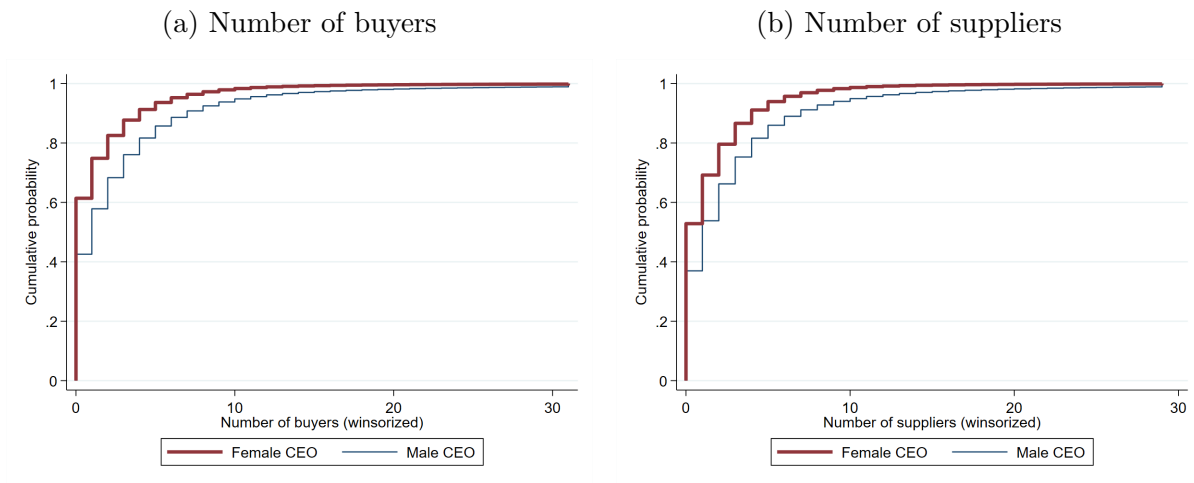 (a) Number of buyers
Cumulative probability
1
.8
.6
.4
.2
0
0 10 20 30
Number of buyers (winsorized)
Female CEO Male CEO
(b) Number of suppliers
Cumulative probability
1
.8
.6
.4
.2
0
0 10 20 30
Number of suppliers (winsorized)
Female CEO Male CEO